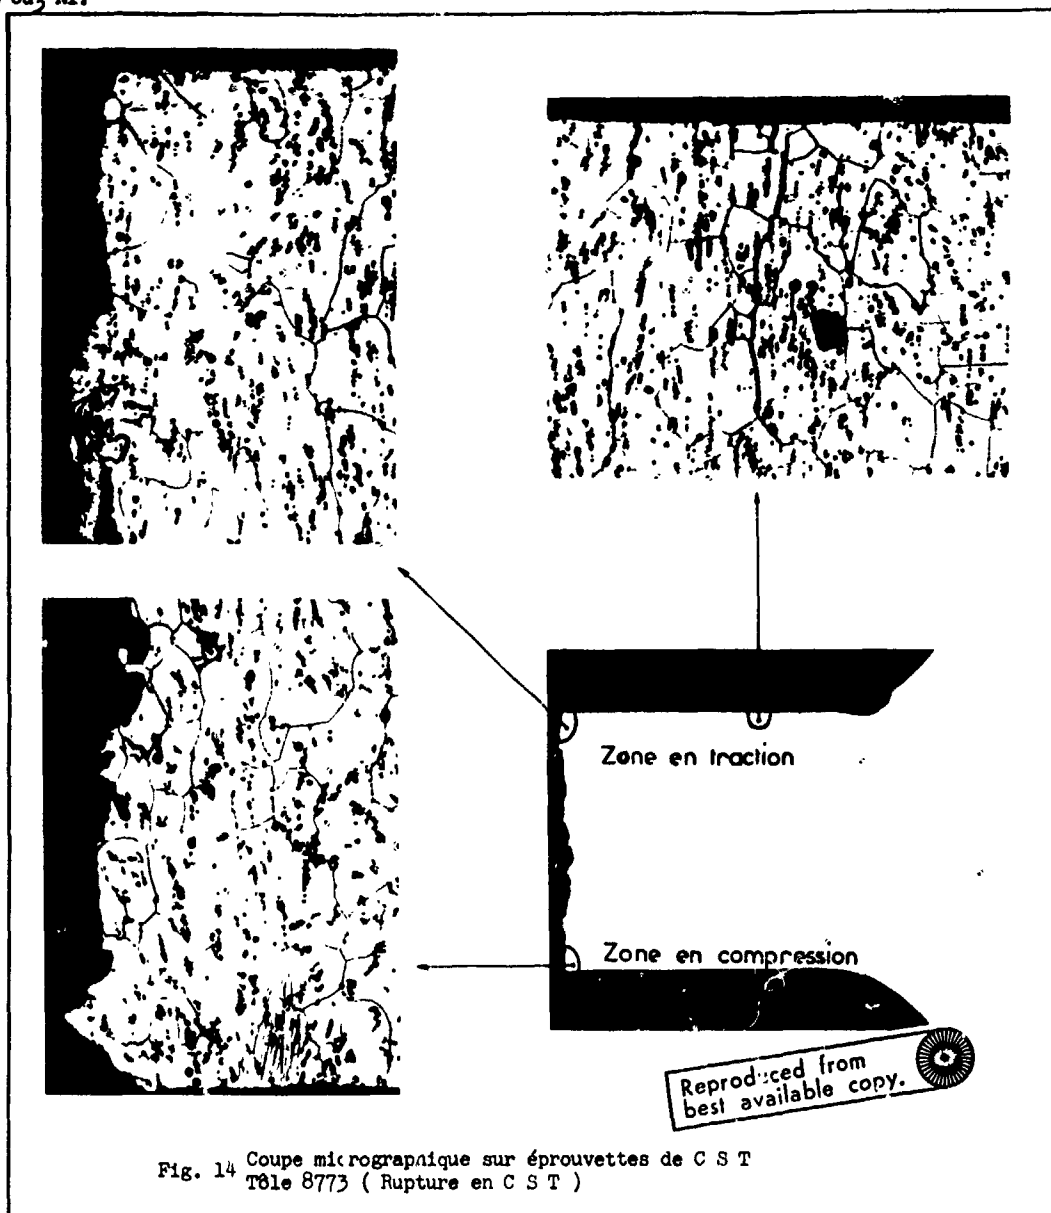 Zone en traction
Zone en compression
Reproduced from
best available copy.
Fig. 14 Coupe micrographique sur éprouvettes de C S T
Tôle 8773 ( Rupture en C S T )